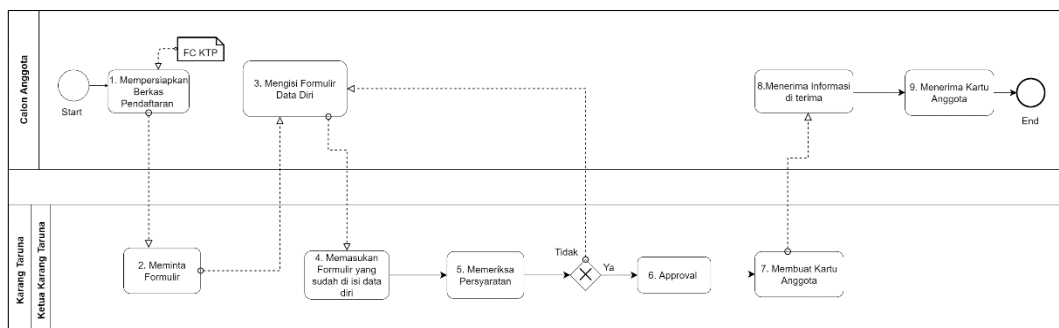 Calon Anggota
FC KTP
Start
1. Mempersiapkan
Berkas
Pendaftaran
3. Mengisi Formulir
Data Diri
8.Menerima Informasi
di terima
9. Menerima Kartu
Anggota
End
Karang Taruna
Ketua Karang Taruna
2. Meminta
Formulir
4. Memasukan
Formulir yang
sudah di isi data
diri
5. Memeriksa
Persyaratan
Tidak
Ya
6. Approval
7. Membuat Kartu
Anggota